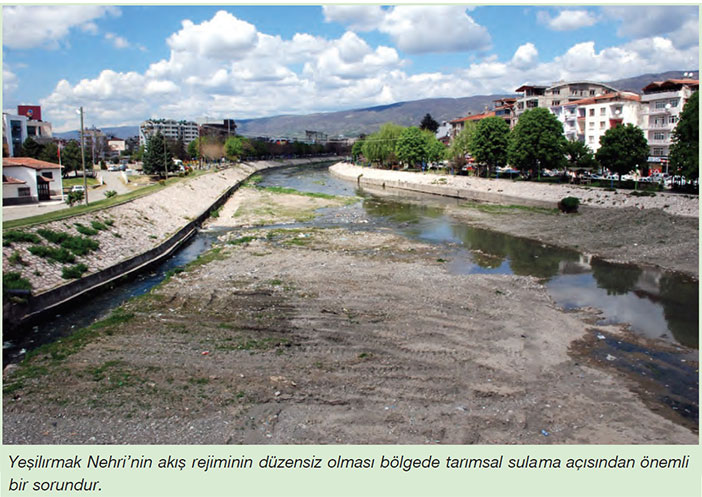 Yeşilırmak Nehri’nin akış rejiminin düzensiz olması bölgede tarımsal sulama açısından önemli
bir sorundur.